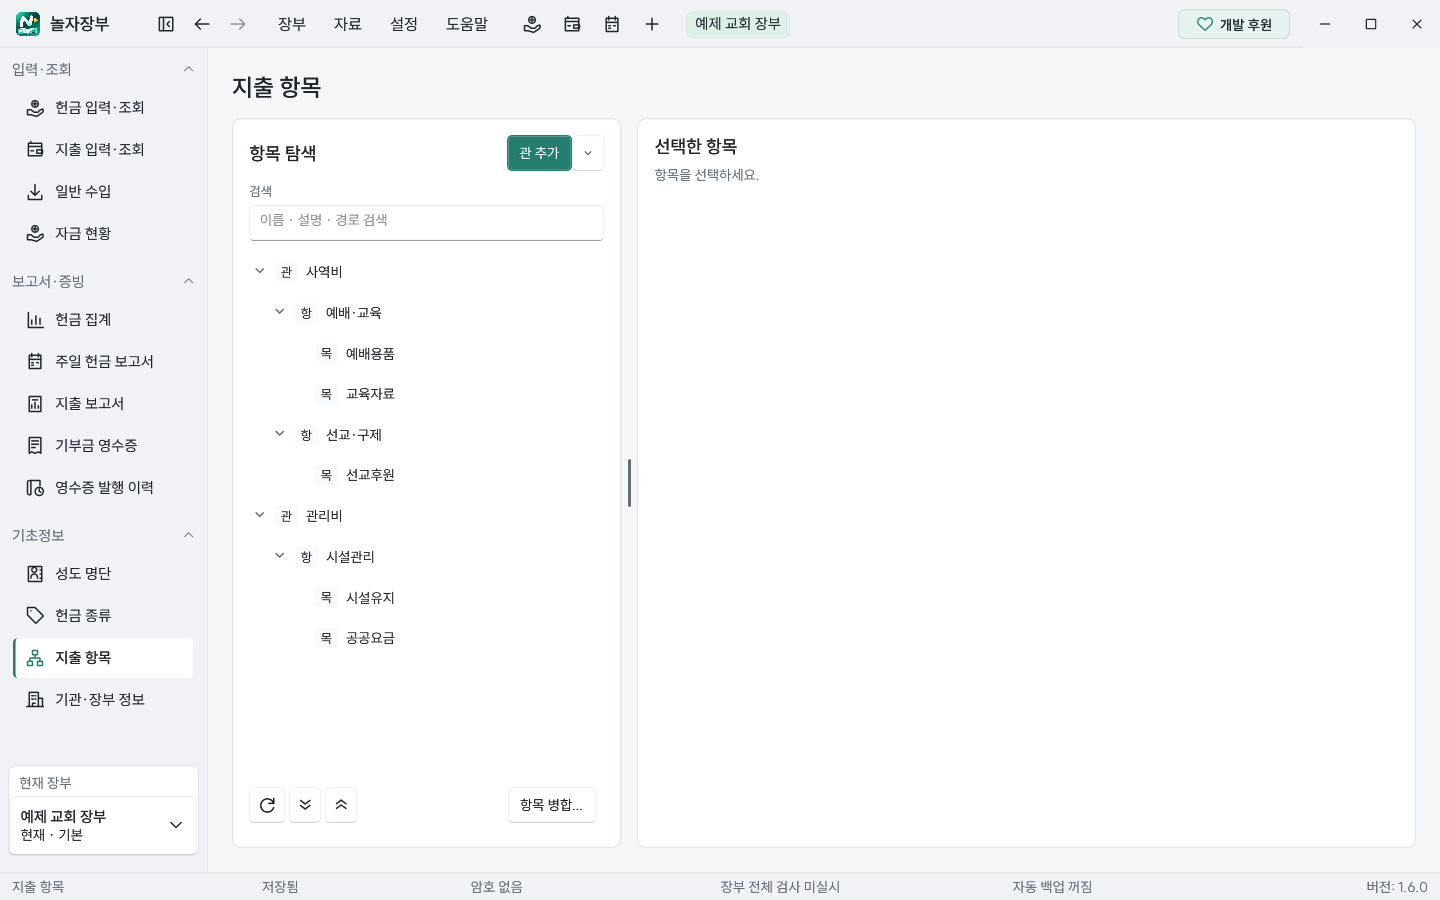 놀자장부
장부
자료
설정
도움말
예제 교회 장부
개발 후원
입력·조회
헌금 입력·조회
지출 입력·조회
일반 수입
자금 현황
보고서·증빙
헌금 집계
주일 헌금 보고서
지출 보고서
기부금 영수증
영수증 발행 이력
기초정보
성도 명단
헌금 종류
지출 항목
기관·장부 정보
현재 장부
예제 교회 장부
현재 · 기본
지출 항목
항목 탐색
관 추가
검색
이름 · 설명 · 경로 검색
관 사역비
항 예배·교육
목 예배용품
목 교육자료
항 선교·구제
목 선교후원
관 관리비
항 시설관리
목 시설유지
목 공공요금
항목 병합...
선택한 항목
항목을 선택하세요.
지출 항목
저장됨
암호 없음
장부 전체 검사 미실시
자동 백업 꺼짐
버전: 1.6.0